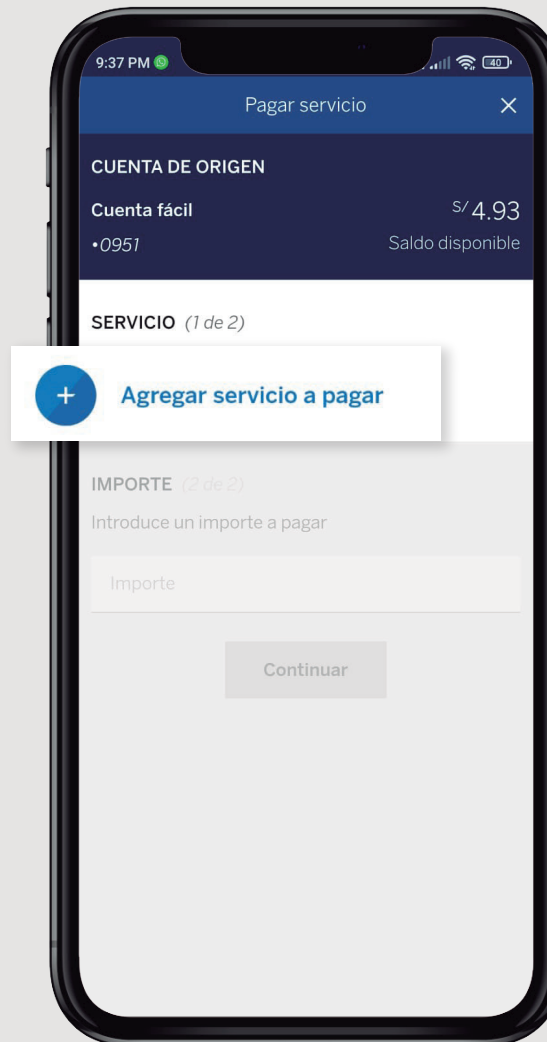 9:37 PM
40
Pagar servicio
CUENTA DE ORIGEN
Cuenta fácil S/ 4.93
•0951 Saldo disponible
SERVICIO (1 de 2)
+ Agregar servicio a pagar
IMPORTE (2 de 2)
Introduce un importe a pagar
Importe
Continuar